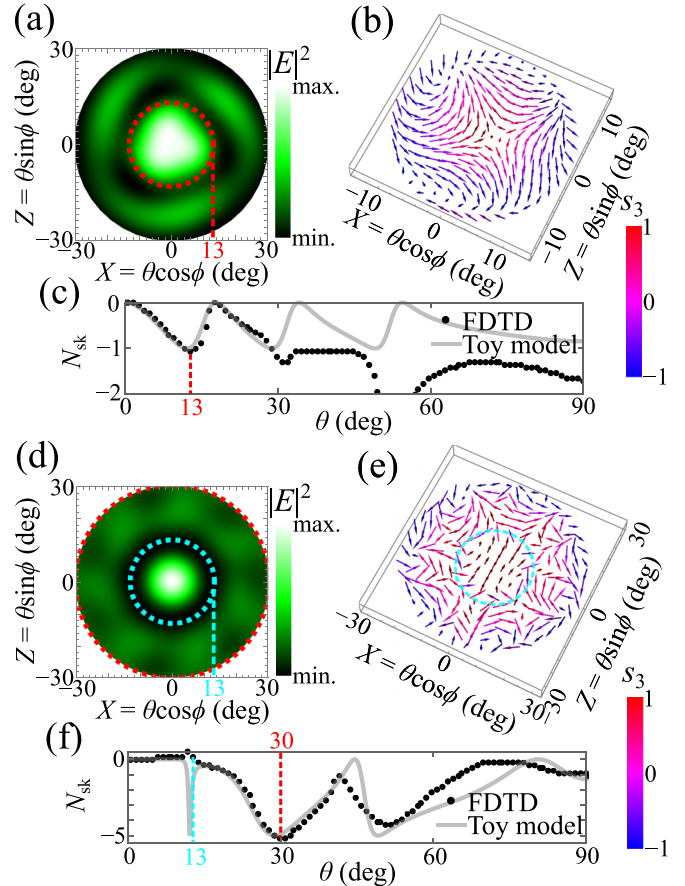 (a)
30
0
−30
Z = θsinϕ (deg)
−30
0
13
30
X = θcosϕ (deg)
|E|²
max.
min.
(b)
−10
0
10
X = θcosϕ (deg)
−10
0
10
Z = θsinϕ (deg)
s₃
1
0
−1
(c)
0
−1
−2
Nsk
FDTD
Toy model
0
13
30
60
90
θ (deg)
(d)
30
0
−30
Z = θsinϕ (deg)
−30
0
13
30
X = θcosϕ (deg)
|E|²
max.
min.
(e)
−30
0
30
X = θcosϕ (deg)
−30
0
30
Z = θsinϕ (deg)
s₃
1
0
−1
(f)
30
0
−5
Nsk
FDTD
Toy model
0
13
30
60
90
θ (deg)